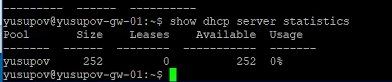 --------- ------ -----------
yusupov@yusupov-gw-01:~$ show dhcp server statistics
Pool Size Leases Available Usage
------- ------ -------- ----------- -------
yusupov 252 0 252 0%
yusupov@yusupov-gw-01:~$